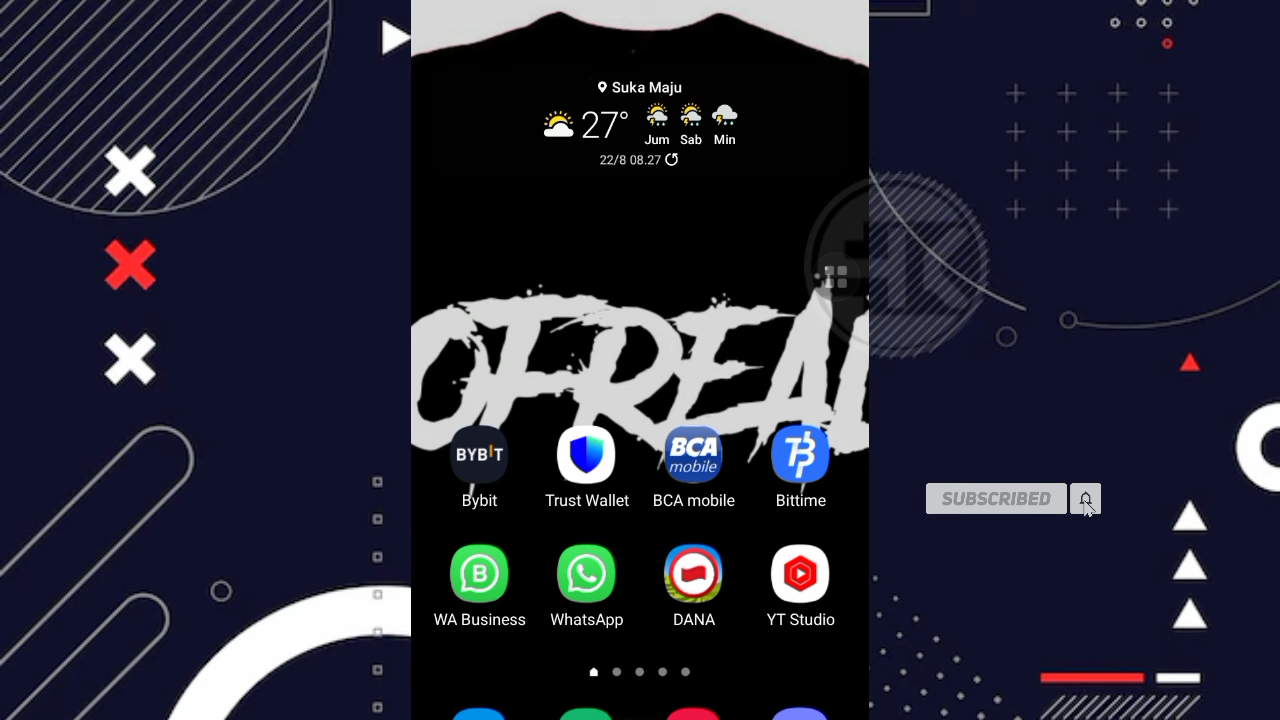 Suka Maju
27°
Jum Sab Min
22/8 08.27
OFREAL
BYBIT
BCA
mobile
Bybit Trust Wallet BCA mobile Bittime
SUBSCRIBED
B
WA Business WhatsApp DANA YT Studio